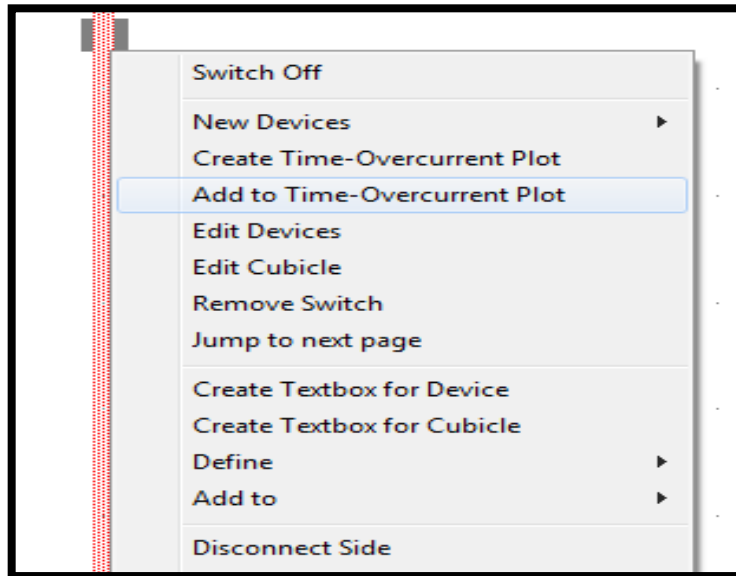 Switch Off
New Devices
Create Time-Overcurrent Plot
Add to Time-Overcurrent Plot
Edit Devices
Edit Cubicle
Remove Switch
Jump to next page
Create Textbox for Device
Create Textbox for Cubicle
Define
Add to
Disconnect Side